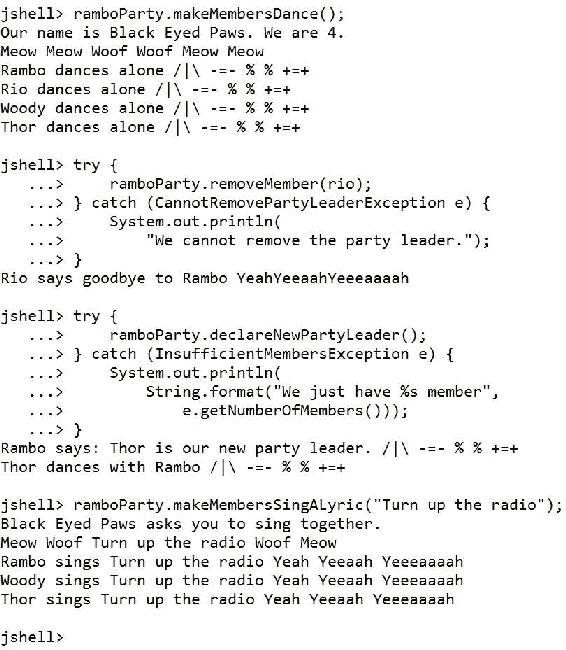 jshell> ramboParty.makeMembersDance();
Our name is Black Eyed Paws. We are 4.
Meow Meow Woof Woof Meow Meow
Rambo dances alone /|\ -=- % % +=+
Rio dances alone /|\ -=- % % +=+
Woody dances alone /|\ -=- % % +=+
Thor dances alone /|\ -=- % % +=+

jshell> try {
   ...>     ramboParty.removeMember(rio);
   ...> } catch (CannotRemovePartyLeaderException e) {
   ...>     System.out.println(
   ...>         "We cannot remove the party leader.");
   ...> }
Rio says goodbye to Rambo YeahYeeaahYeeeaaaah

jshell> try {
   ...>     ramboParty.declareNewPartyLeader();
   ...> } catch (InsufficientMembersException e) {
   ...>     System.out.println(
   ...>         String.format("We just have %s member",
   ...>             e.getNumberOfMembers()));
   ...> }
Rambo says: Thor is our new party leader. /|\ -=- % % +=+
Thor dances with Rambo /|\ -=- % % +=+

jshell> ramboParty.makeMembersSingALyric("Turn up the radio");
Black Eyed Paws asks you to sing together.
Meow Woof Turn up the radio Woof Meow
Rambo sings Turn up the radio Yeah Yeeaah Yeeeaaaah
Woody sings Turn up the radio Yeah Yeeaah Yeeeaaaah
Thor sings Turn up the radio Yeah Yeeaah Yeeeaaaah

jshell>